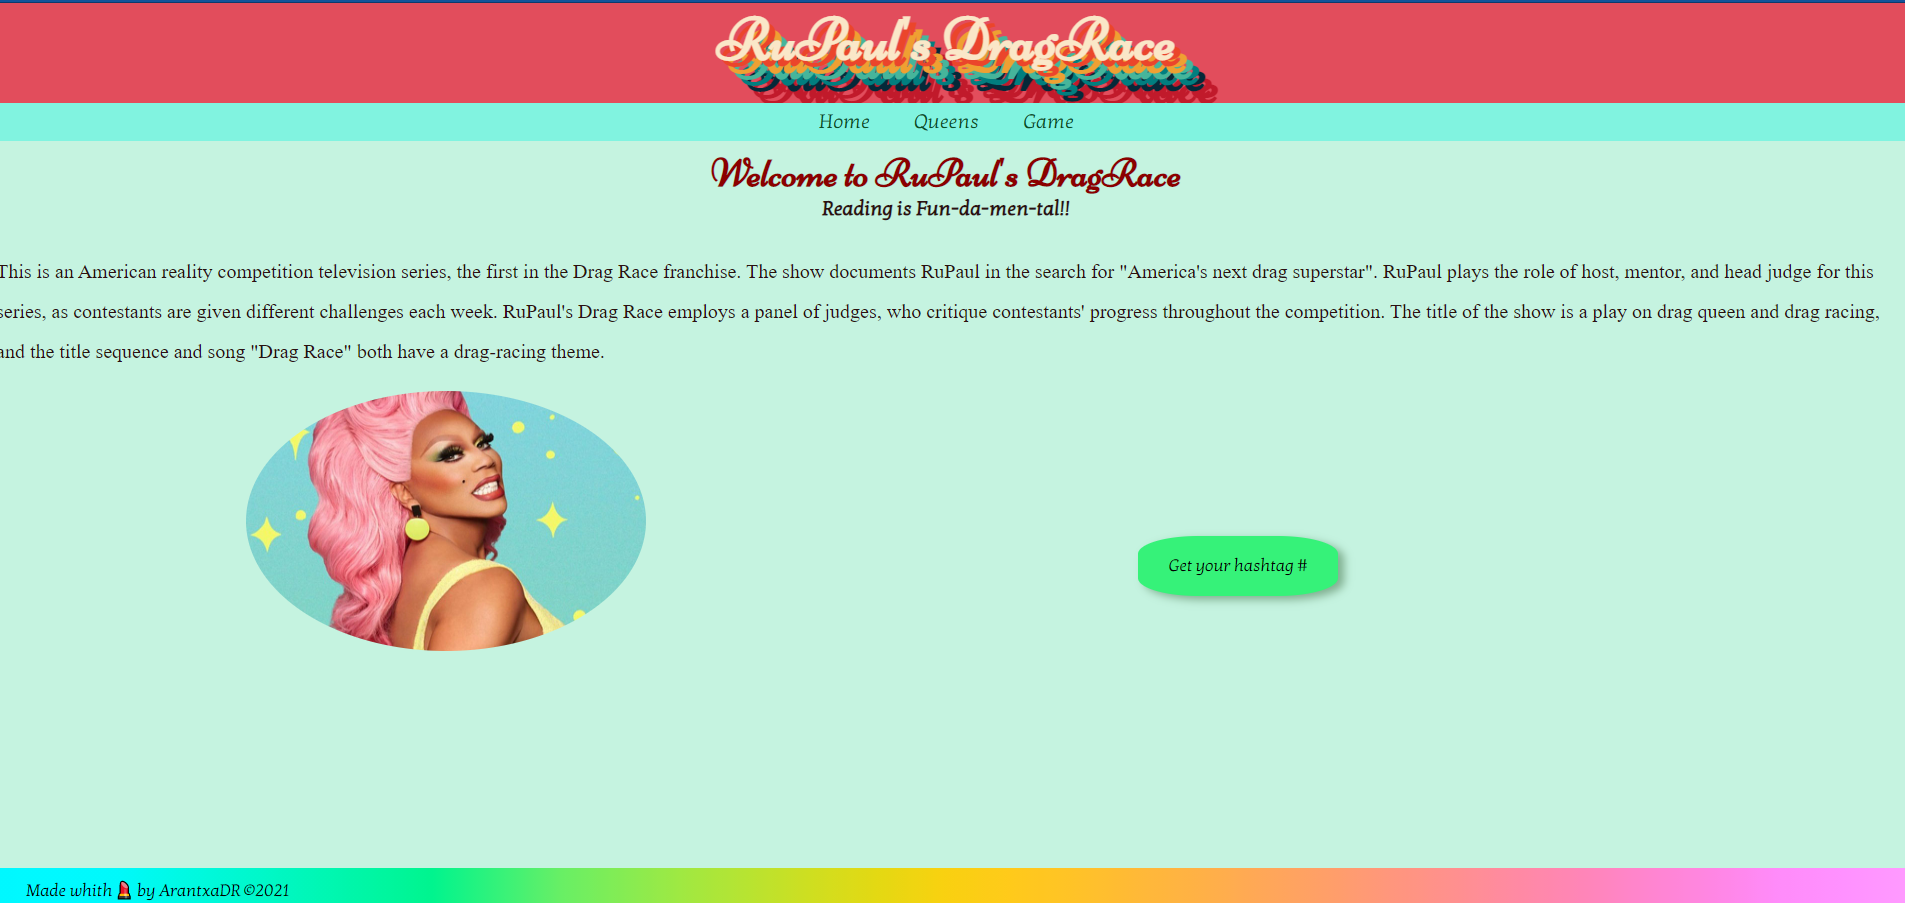 RuPaul's DragRace
Home Queens Game
Welcome to RuPaul's DragRace
Reading is Fun-da-men-tal!!
This is an American reality competition television series, the first in the Drag Race franchise. The show documents RuPaul in the search for "America's next drag superstar". RuPaul plays the role of host, mentor, and head judge for this
series, as contestants are given different challenges each week. RuPaul's Drag Race employs a panel of judges, who critique contestants' progress throughout the competition. The title of the show is a play on drag queen and drag racing,
and the title sequence and song "Drag Race" both have a drag-racing theme.
Get your hashtag #
Made whith 💄 by ArantxaDR ©2021